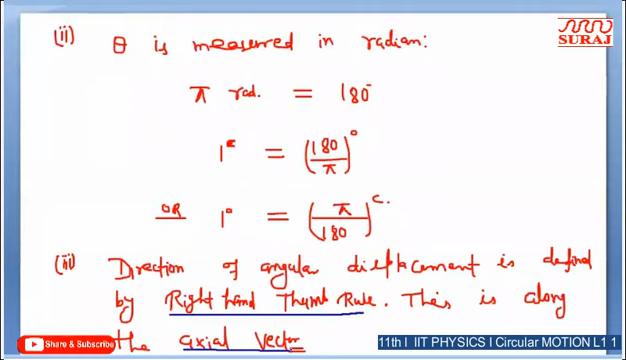 (ii) θ is measured in radian:
SURAJ
π rad. = 180°
1ᶜ = (180/π)°
OR 1° = (π/180)ᶜ.
(iii) Direction of angular displacement is defined
by Right hand Thumb Rule. This is along
the axial vector
Share & Subscribe
11th I IIT PHYSICS I Circular MOTION L1 1